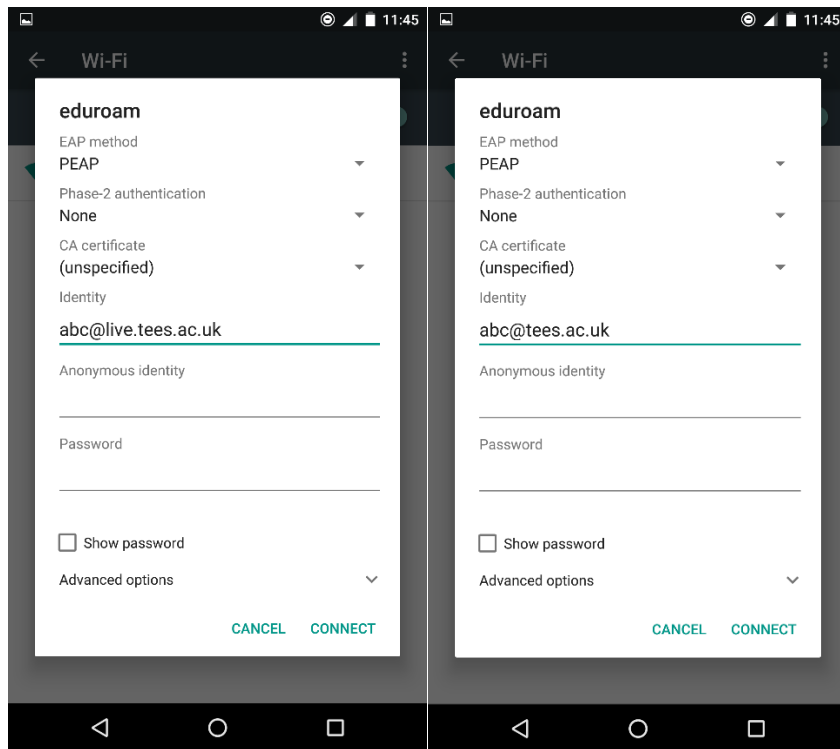 11:45
Wi-Fi
eduroam
EAP method
PEAP
Phase-2 authentication
None
CA certificate
(unspecified)
Identity
abc@live.tees.ac.uk
Anonymous identity
Password
Show password
Advanced options
CANCEL CONNECT
11:45
Wi-Fi
eduroam
EAP method
PEAP
Phase-2 authentication
None
CA certificate
(unspecified)
Identity
abc@tees.ac.uk
Anonymous identity
Password
Show password
Advanced options
CANCEL CONNECT